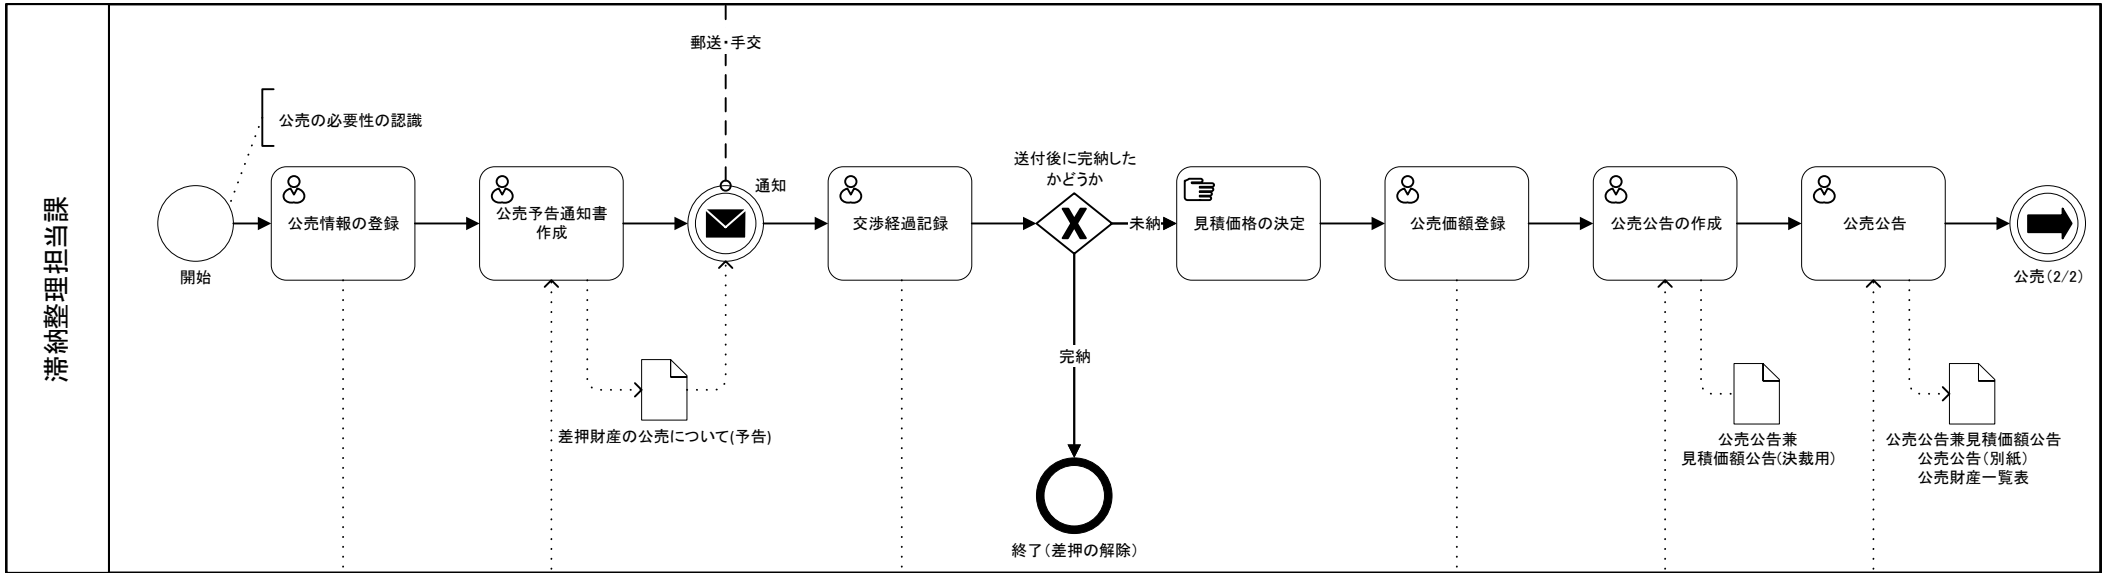 滞納整理担当課
郵送・手交
公売の必要性の認識
開始
公売情報の登録
公売予告通知書
作成
通知
差押財産の公売について(予告)
交渉経過記録
送付後に完納した
かどうか
未納
完納
終了（差押の解除）
見積価格の決定
公売価額登録
公売公告の作成
公売公告兼
見積価額公告(決裁用)
公売公告
公売公告兼見積価額公告
公売公告（別紙）
公売財産一覧表
公売（2/2）